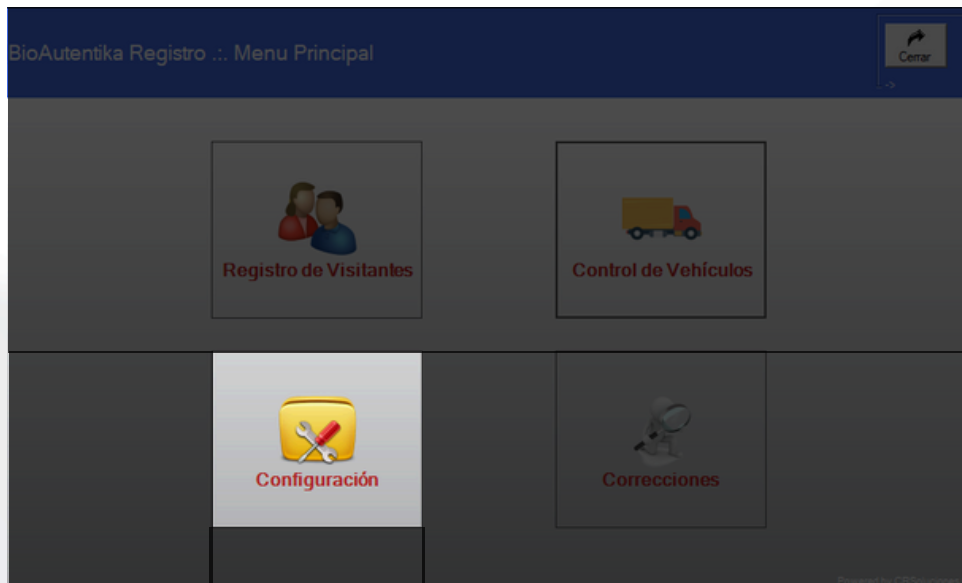 BioAutentika Registro .:. Menu Principal
Cerrar
->
Registro de Visitantes
Control de Vehículos
Configuración
Correcciones